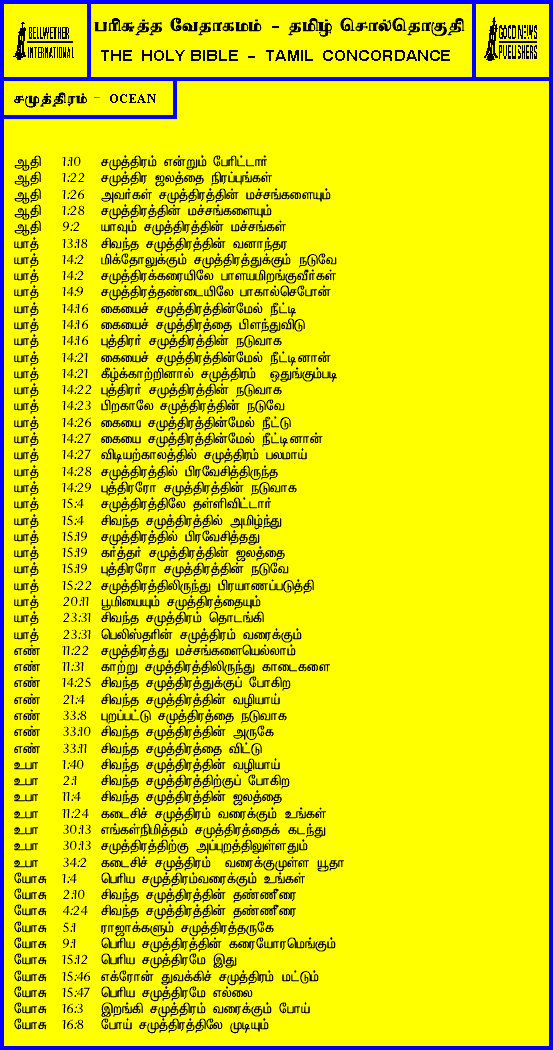 BELLWETHER
INTERNATIONAL
பரிசுத்த வேதாகமம் - தமிழ் சொல்தொகுதி
THE HOLY BIBLE - TAMIL CONCORDANCE
GOOD NEWS
PUBLISHERS
சமுத்திரம் - OCEAN
ஆதி 1:10 சமுத்திரம் என்றும் பேரிட்டார்
ஆதி 1:22 சமுத்திர ஜலத்தை நிரப்புங்கள்
ஆதி 1:26 அவர்கள் சமுத்திரத்தின் மச்சங்களையும்
ஆதி 1:28 சமுத்திரத்தின் மச்சங்களையும்
ஆதி 9:2 யாவும் சமுத்திரத்தின் மச்சங்கள்
யாத் 13:18 சிவந்த சமுத்திரத்தின் வனாந்தர
யாத் 14:2 மிக்தோலுக்கும் சமுத்திரத்துக்கும் நடுவே
யாத் 14:2 சமுத்திரக்கரையிலே பாளயமிறங்குவீர்கள்
யாத் 14:9 சமுத்திரத்தண்டையிலே பாகால்செபோன்
யாத் 14:16 கையைச் சமுத்திரத்தின்மேல் நீட்டி
யாத் 14:16 கையைச் சமுத்திரத்தை பிளந்துவிடு
யாத் 14:16 புத்திரர் சமுத்திரத்தின் நடுவாக
யாத் 14:21 கையைச் சமுத்திரத்தின்மேல் நீட்டினான்
யாத் 14:21 கீழ்க்காற்றினால் சமுத்திரம் ஒதுங்கும்படி
யாத் 14:22 புத்திரர் சமுத்திரத்தின் நடுவாக
யாத் 14:23 பிறகாலே சமுத்திரத்தின் நடுவே
யாத் 14:26 கையை சமுத்திரத்தின்மேல் நீட்டு
யாத் 14:27 கையை சமுத்திரத்தின்மேல் நீட்டினான்
யாத் 14:27 விடியற்காலத்தில் சமுத்திரம் பலமாய்
யாத் 14:28 சமுத்திரத்தில் பிரவேசித்திருந்த
யாத் 14:29 புத்திரரோ சமுத்திரத்தின் நடுவாக
யாத் 15:4 சமுத்திரத்திலே தள்ளிவிட்டார்
யாத் 15:4 சிவந்த சமுத்திரத்தில் அமிழ்ந்து
யாத் 15:19 சமுத்திரத்தில் பிரவேசித்தது
யாத் 15:19 கர்த்தர் சமுத்திரத்தின் ஜலத்தை
யாத் 15:19 புத்திரரோ சமுத்திரத்தின் நடுவே
யாத் 15:22 சமுத்திரத்திலிருந்து பிரயாணப்படுத்தி
யாத் 20:11 பூமியையும் சமுத்திரத்தையும்
யாத் 23:31 சிவந்த சமுத்திரம் தொடங்கி
யாத் 23:31 பெலிஸ்தரின் சமுத்திரம் வரைக்கும்
எண் 11:22 சமுத்திரத்து மச்சங்களையெல்லாம்
எண் 11:31 காற்று சமுத்திரத்திலிருந்து காடைகளை
எண் 14:25 சிவந்த சமுத்திரத்துக்குப் போகிற
எண் 21:4 சிவந்த சமுத்திரத்தின் வழியாய்
எண் 33:8 புறப்பட்டு சமுத்திரத்தை நடுவாக
எண் 33:10 சிவந்த சமுத்திரத்தின் அருகே
எண் 33:11 சிவந்த சமுத்திரத்தை விட்டு
உபா 1:40 சிவந்த சமுத்திரத்தின் வழியாய்
உபா 2:1 சிவந்த சமுத்திரத்திற்குப் போகிற
உபா 11:4 சிவந்த சமுத்திரத்தின் ஜலத்தை
உபா 11:24 கடைசிச் சமுத்திரம் வரைக்கும் உங்கள்
உபா 30:13 எங்கள்நிமித்தம் சமுத்திரத்தைக் கடந்து
உபா 30:13 சமுத்திரத்திற்கு அப்புறத்திலுள்ளதும்
உபா 34:2 கடைசிச் சமுத்திரம் வரைக்குமுள்ள யூதா
யோசு 1:4 பெரிய சமுத்திரம்வரைக்கும் உங்கள்
யோசு 2:10 சிவந்த சமுத்திரத்தின் தண்ணீரை
யோசு 4:24 சிவந்த சமுத்திரத்தின் தண்ணீரை
யோசு 5:1 ராஜாக்களும் சமுத்திரத்தருகே
யோசு 9:1 பெரிய சமுத்திரத்தின் கரையோரமெங்கும்
யோசு 15:12 பெரிய சமுத்திரமே இது
யோசு 15:46 எக்ரோன் துவக்கிச் சமுத்திரம் மட்டும்
யோசு 15:47 பெரிய சமுத்திரமே எல்லை
யோசு 16:3 இறங்கி சமுத்திரம் வரைக்கும் போய்
யோசு 16:8 போய் சமுத்திரத்திலே முடியும்